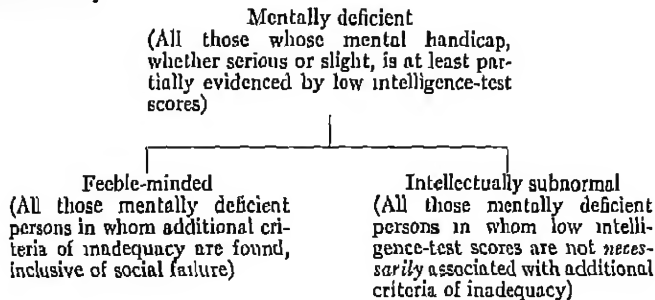 Mentally deficient
(All those whose mental handicap,
whether serious or slight, is at least par-
tially evidenced by low intelligence-test
scores)
Feeble-minded
(All those mentally deficient
persons in whom additional cri-
teria of inadequacy are found,
inclusive of social failure)
Intellectually subnormal
(All those mentally deficient
persons in whom low intelli-
gence-test scores are not neces-
sarily associated with additional
criteria of inadequacy)